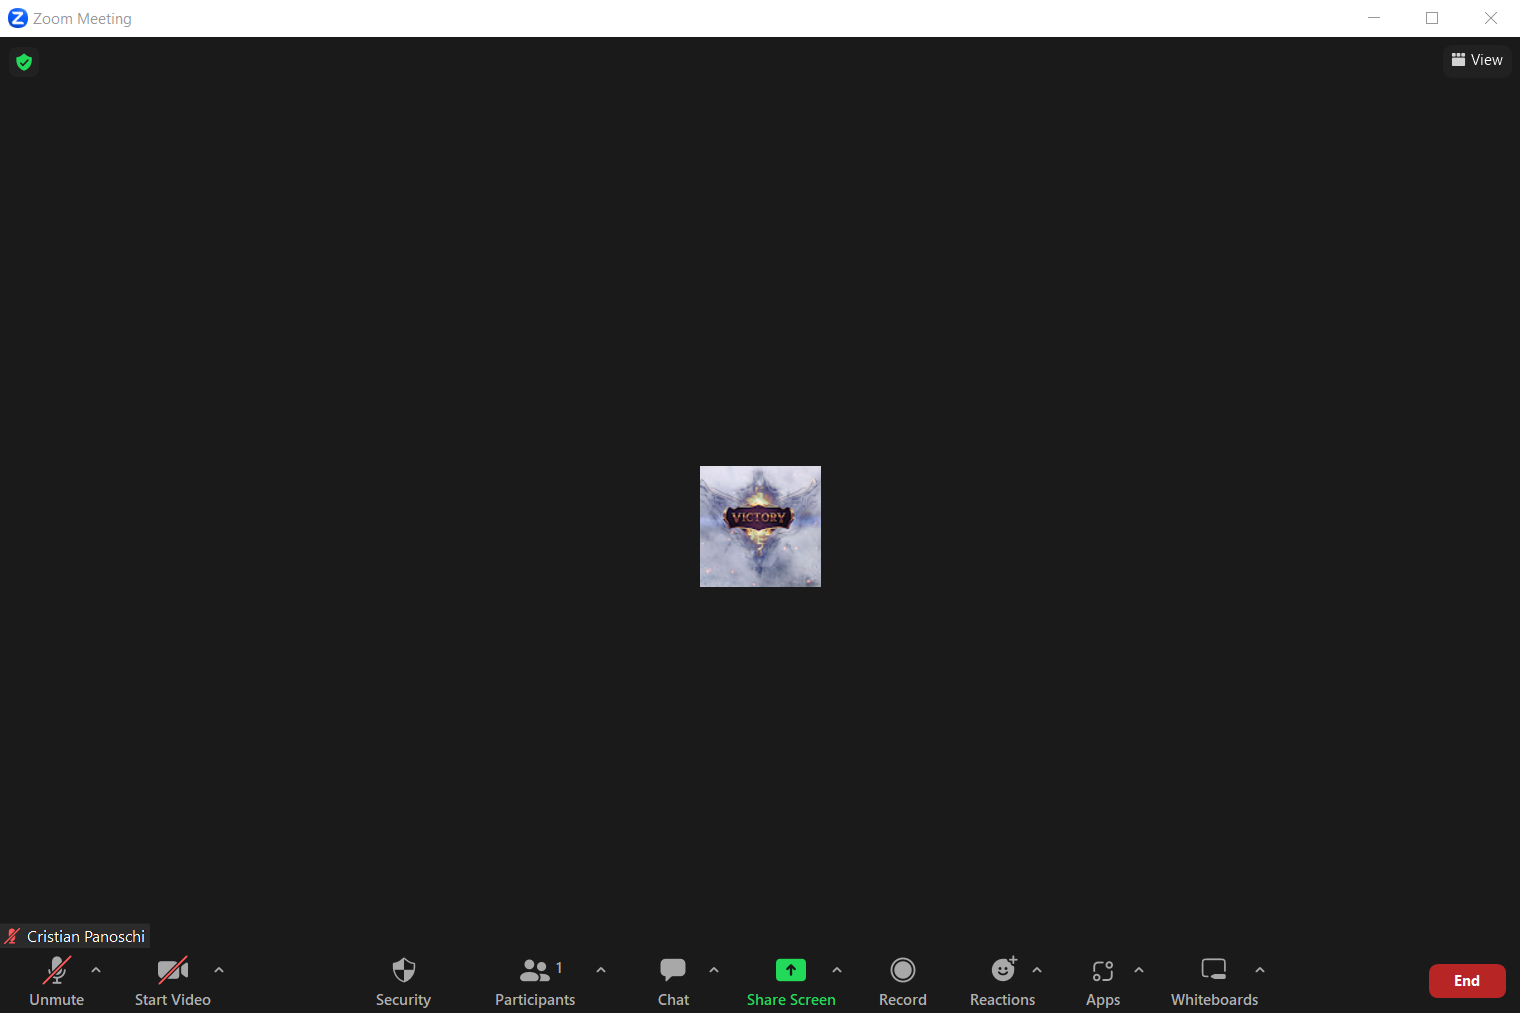 Zoom Meeting
View
VICTORY
Cristian Panoschi
Unmute
Start Video
Security
Participants
1
Chat
Share Screen
Record
Reactions
Apps
Whiteboards
End